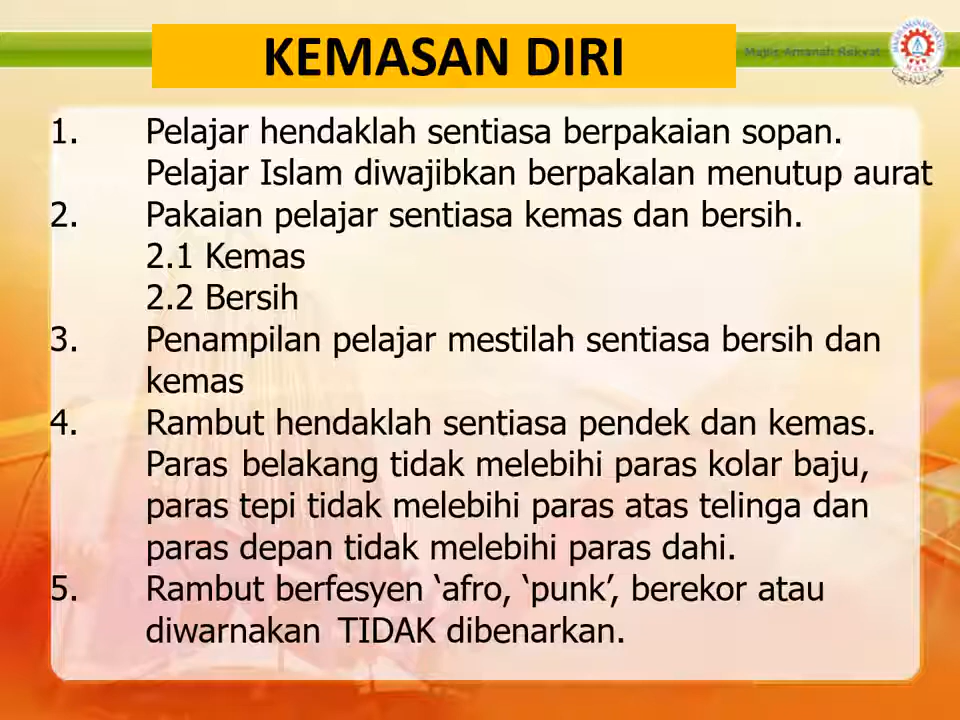 KEMASAN DIRI
Majlis Amanah Rakyat
MARA
1. Pelajar hendaklah sentiasa berpakaian sopan.
Pelajar Islam diwajibkan berpakalan menutup aurat
2. Pakaian pelajar sentiasa kemas dan bersih.
2.1 Kemas
2.2 Bersih
3. Penampilan pelajar mestilah sentiasa bersih dan
kemas
4. Rambut hendaklah sentiasa pendek dan kemas.
Paras belakang tidak melebihi paras kolar baju,
paras tepi tidak melebihi paras atas telinga dan
paras depan tidak melebihi paras dahi.
5. Rambut berfesyen ‘afro, ‘punk’, berekor atau
diwarnakan TIDAK dibenarkan.